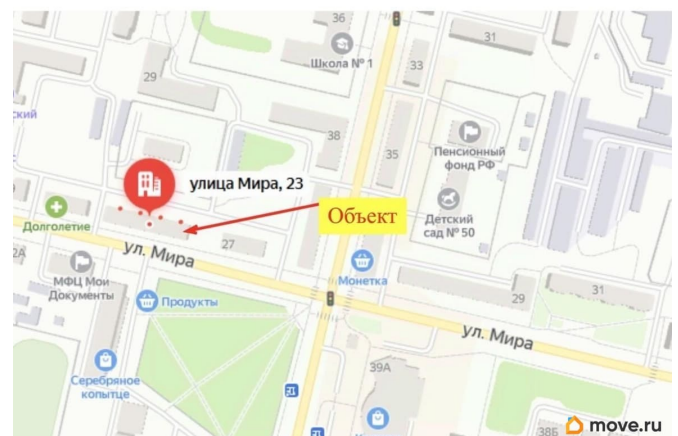 36
31
Школа № 1
33
29
ский
38
Пенсионный
фонд РФ
35
улица Мира, 23
Объект
Детский
сад № 50
Долголетие
27
2А
ул. Мира
МФЦ Мои
Документы
Монетка
31
29
Продукты
ул. Мира
Серебряное
копытце
39А
38Б
move.ru